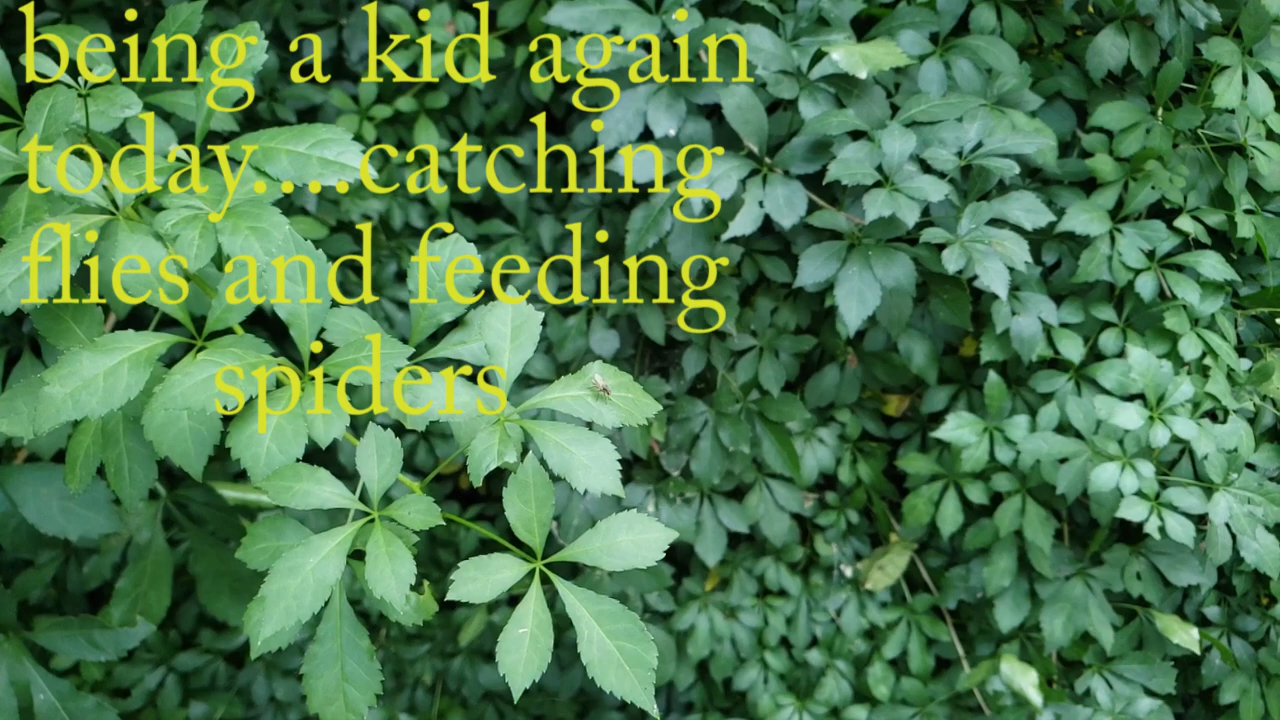 being a kid again
today....catching
flies and feeding
spiders